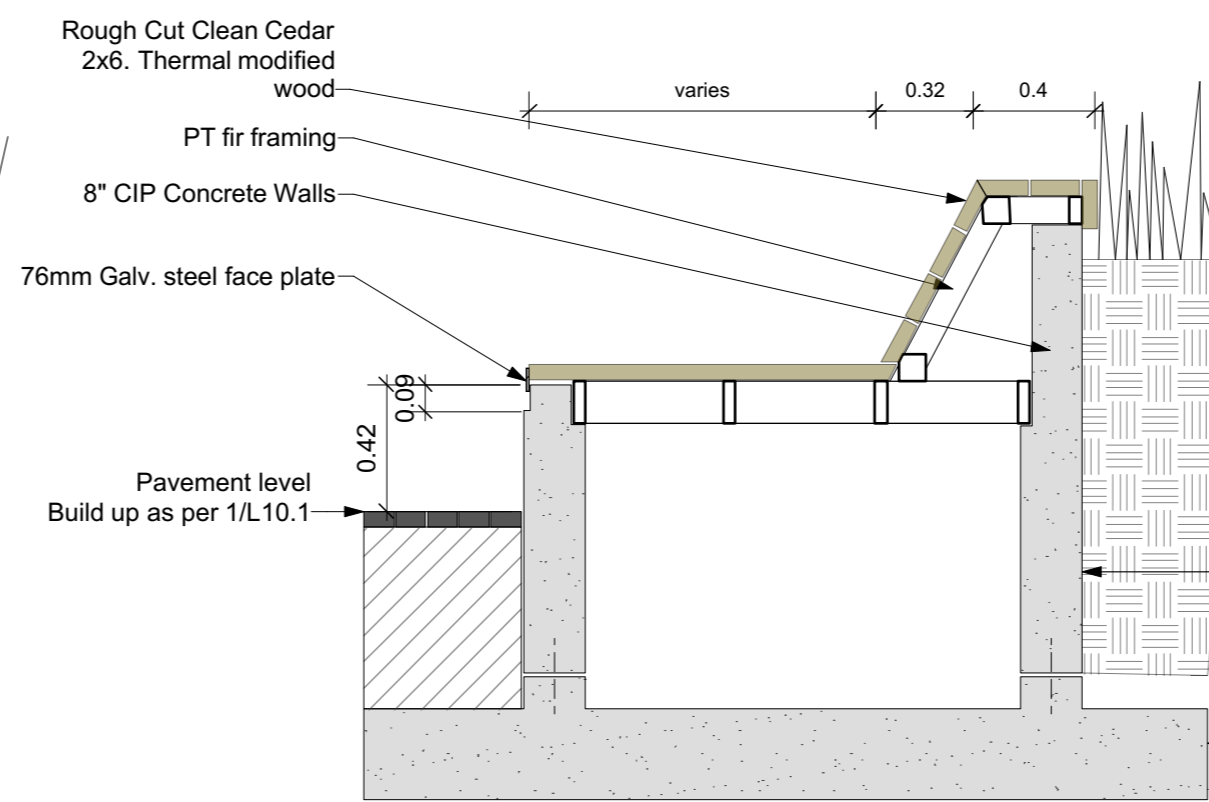 Rough Cut Clean Cedar
2x6. Thermal modified
wood
varies
0.32
0.4
PT fir framing
8" CIP Concrete Walls
76mm Galv. steel face plate
0.09
0.42
Pavement level
Build up as per 1/L10.1